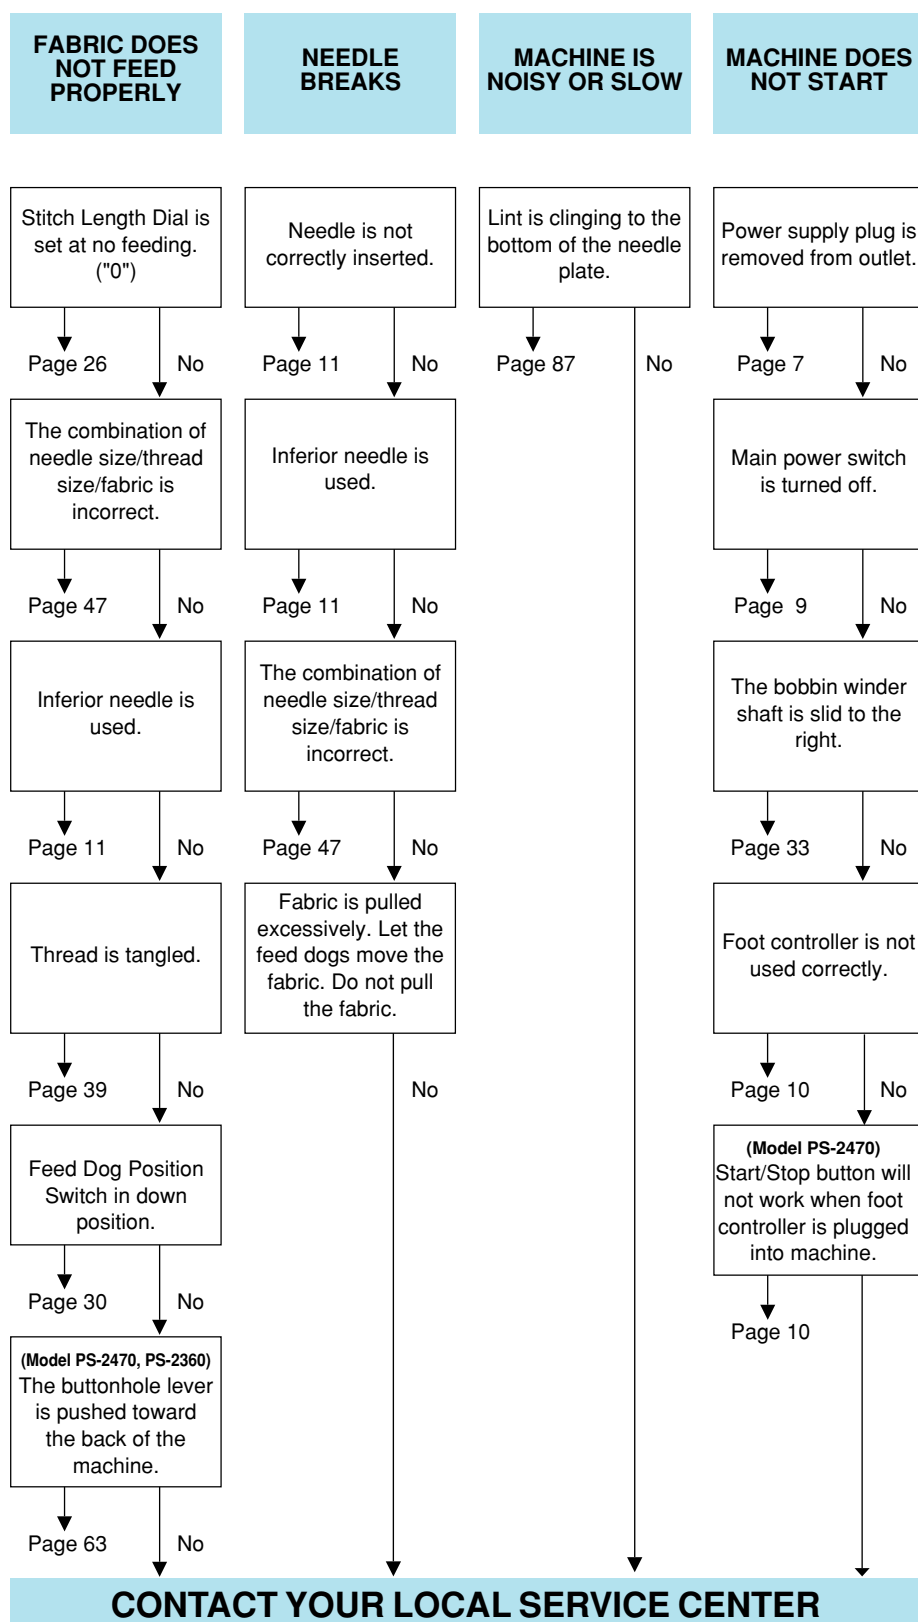 FABRIC DOES
NOT FEED
PROPERLY
Stitch Length Dial is
set at no feeding.
("0")
Page 26
No
The combination of
needle size/thread
size/fabric is
incorrect.
Page 47
No
Inferior needle is
used.
Page 11
No
Thread is tangled.
Page 39
No
Feed Dog Position
Switch in down
position.
Page 30
No
(Model PS-2470, PS-2360)
The buttonhole lever
is pushed toward
the back of the
machine.
Page 63
No
NEEDLE
BREAKS
Needle is not
correctly inserted.
Page 11
No
Inferior needle is
used.
Page 11
No
The combination of
needle size/thread
size/fabric is
incorrect.
Page 47
No
Fabric is pulled
excessively. Let the
feed dogs move the
fabric. Do not pull
the fabric.
No
MACHINE IS
NOISY OR SLOW
Lint is clinging to the
bottom of the needle
plate.
Page 87
No
MACHINE DOES
NOT START
Power supply plug is
removed from outlet.
Page 7
No
Main power switch
is turned off.
Page 9
No
The bobbin winder
shaft is slid to the
right.
Page 33
No
Foot controller is not
used correctly.
Page 10
No
(Model PS-2470)
Start/Stop button will
not work when foot
controller is plugged
into machine.
Page 10
CONTACT YOUR LOCAL SERVICE CENTER